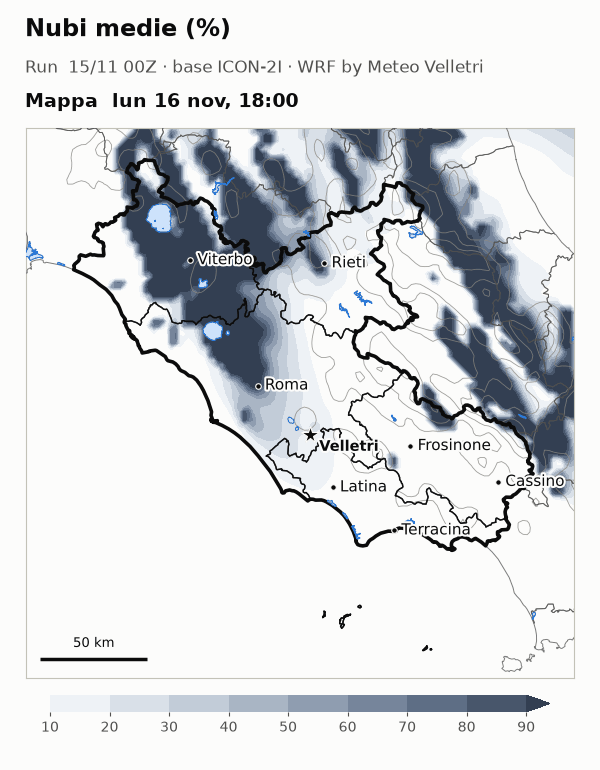 Nubi medie (%)
Run 15/11 00Z · base ICON-2I · WRF by Meteo Velletri
Mappa lun 16 nov, 18:00
Viterbo
Rieti
Roma
Velletri
Frosinone
Latina
Cassino
Terracina
50 km
10 20 30 40 50 60 70 80 90